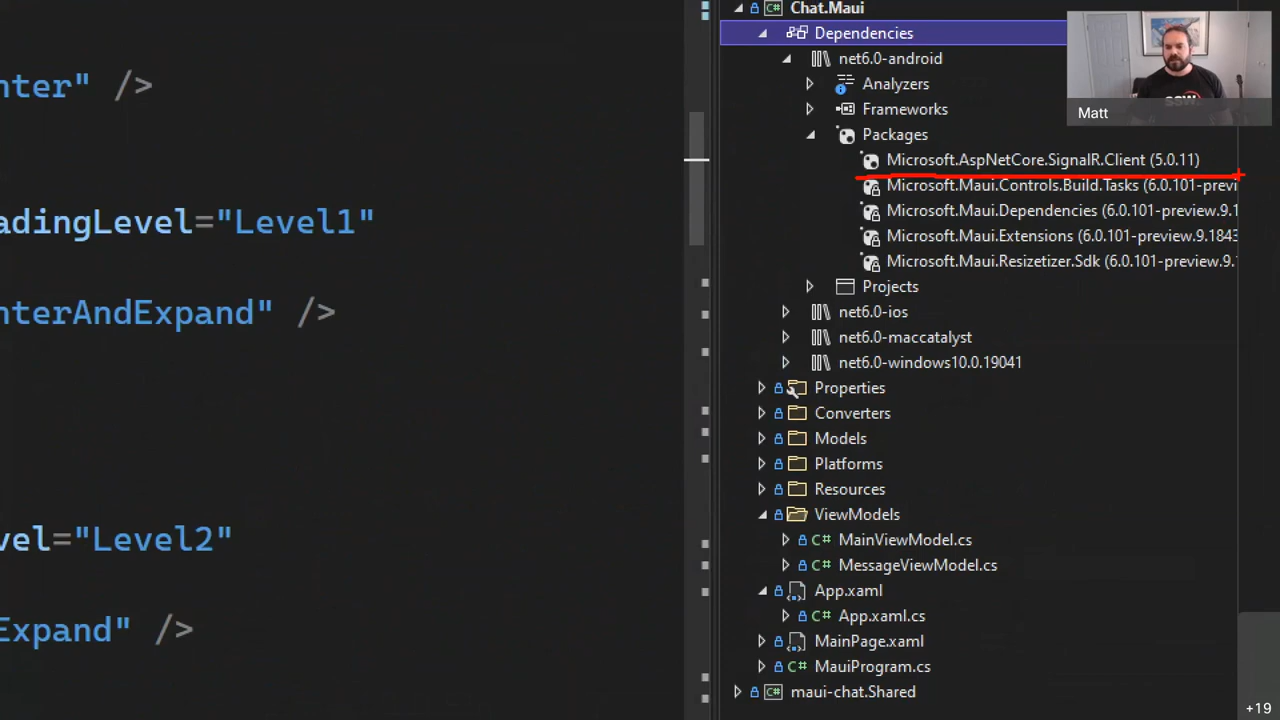 Chat.Maui
Dependencies
nter" />
net6.0-android
Analyzers
Frameworks
Matt
Packages
Microsoft.AspNetCore.SignalR.Client (5.0.11)
Microsoft.Maui.Controls.Build.Tasks (6.0.101-previ
adingLevel="Level1"
Microsoft.Maui.Dependencies (6.0.101-preview.9.1
Microsoft.Maui.Extensions (6.0.101-preview.9.1843
Microsoft.Maui.Resizetizer.Sdk (6.0.101-preview.9.
Projects
nterAndExpand" />
net6.0-ios
net6.0-maccatalyst
net6.0-windows10.0.19041
Properties
Converters
Models
Platforms
Resources
ViewModels
vel="Level2"
MainViewModel.cs
MessageViewModel.cs
App.xaml
App.xaml.cs
Expand" />
MainPage.xaml
MauiProgram.cs
maui-chat.Shared
+19
SSW